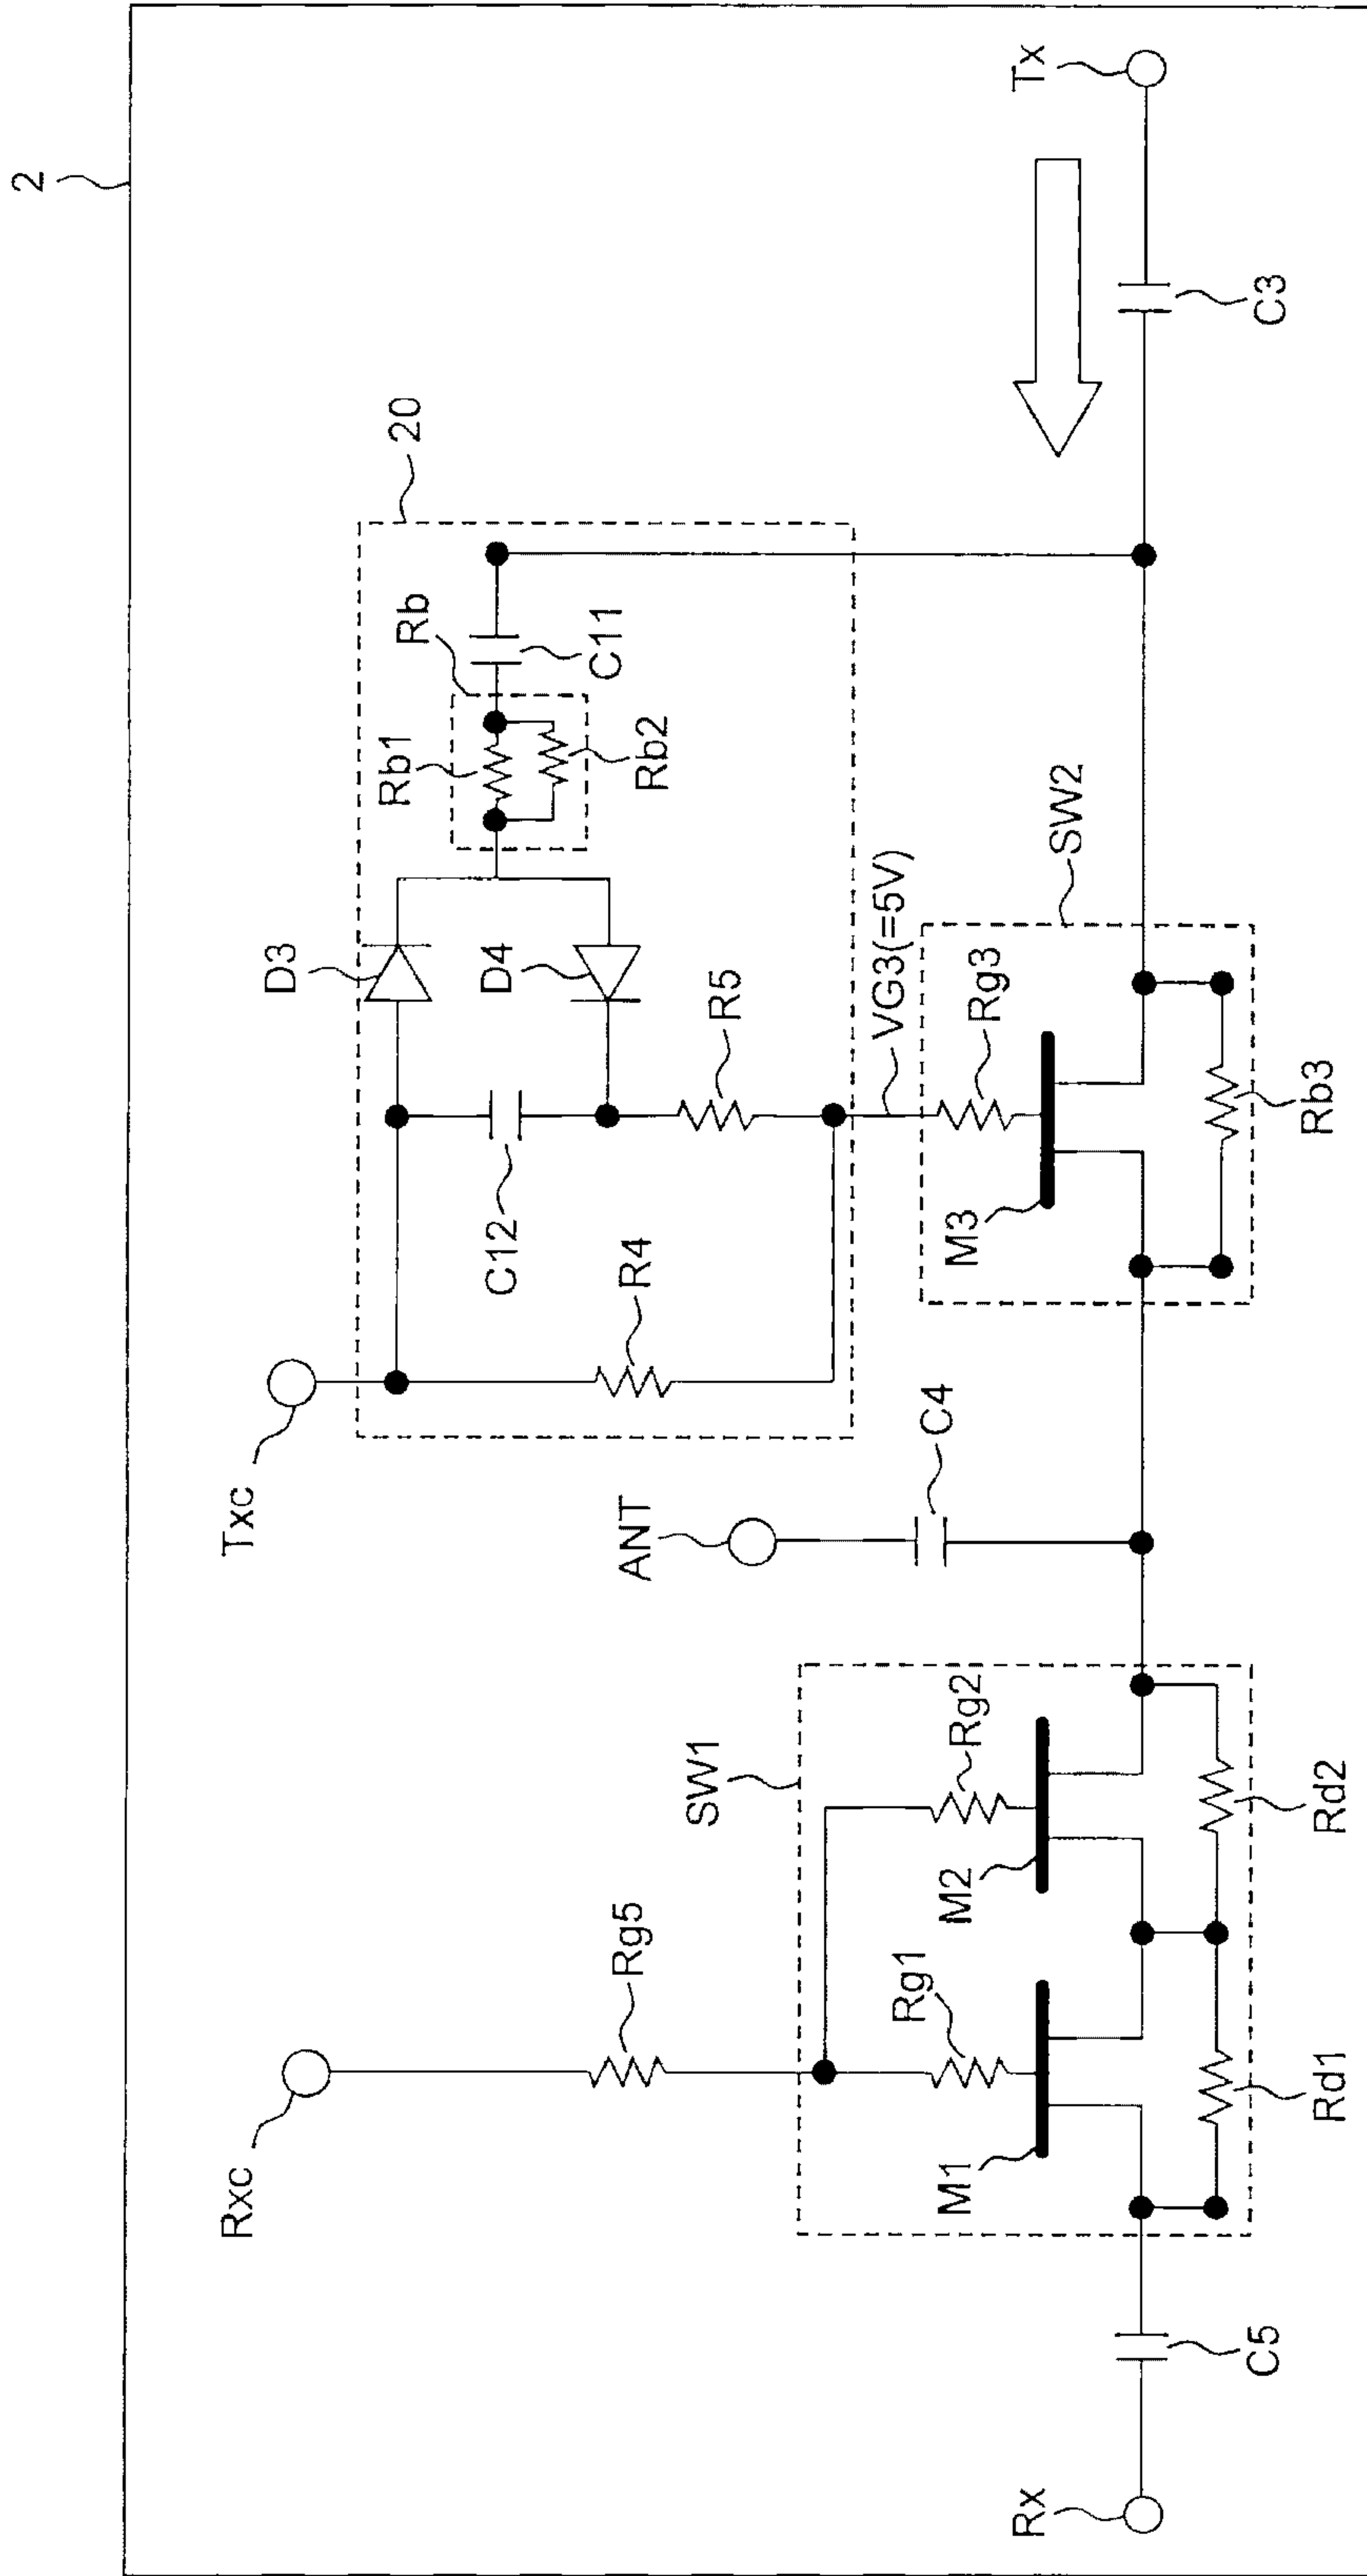 2
Rxc
Txc
Rg5
ANT
C4
SW1
Rg1
Rg2
M1
M2
Rd1
Rd2
Rx
C5
20
D3
D4
C12
R4
R5
Rb
Rb1
Rb2
C11
VG3(=5V)
SW2
Rg3
M3
Rb3
C3
Tx